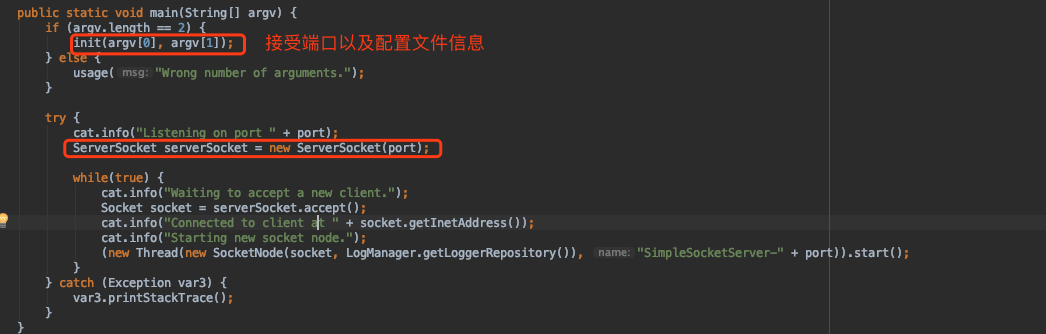 public static void main(String[] argv) {
if (argv.length == 2) {
init(argv[0], argv[1]); 接受端口以及配置文件信息
} else {
usage( msg: "Wrong number of arguments.");
}
try {
cat.info("Listening on port " + port);
ServerSocket serverSocket = new ServerSocket(port);
while(true) {
cat.info("Waiting to accept a new client.");
Socket socket = serverSocket.accept();
cat.info("Connected to client at " + socket.getInetAddress());
cat.info("Starting new socket node.");
(new Thread(new SocketNode(socket, LogManager.getLoggerRepository()), name: "SimpleSocketServer-" + port)).start();
}
} catch (Exception var3) {
var3.printStackTrace();
}
}